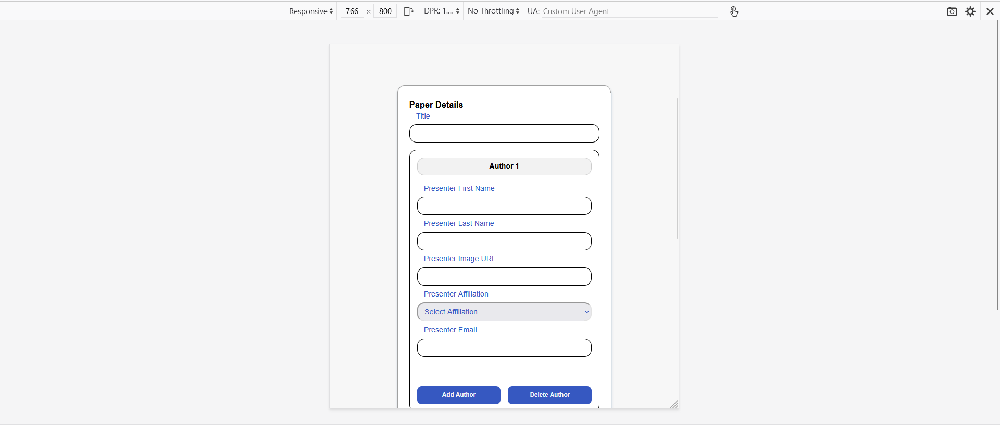 Responsive 766 × 800 DPR: 1.... No Throttling UA: Custom User Agent
Paper Details
Title
Author 1
Presenter First Name
Presenter Last Name
Presenter Image URL
Presenter Affiliation
Select Affiliation
Presenter Email
Add Author Delete Author